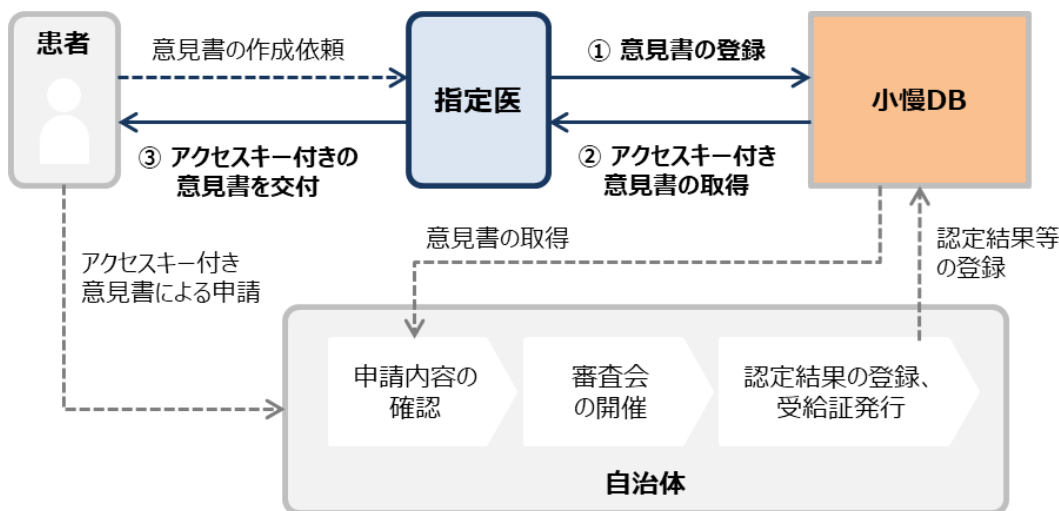 患者
意見書の作成依頼
① 意見書の登録
指定医
小慢DB
③ アクセスキー付きの
意見書を交付
② アクセスキー付き
意見書の取得
意見書の取得
認定結果等
の登録
アクセスキー付き
意見書による申請
申請内容の
確認
審査会
の開催
認定結果の登録、
受給証発行
自治体